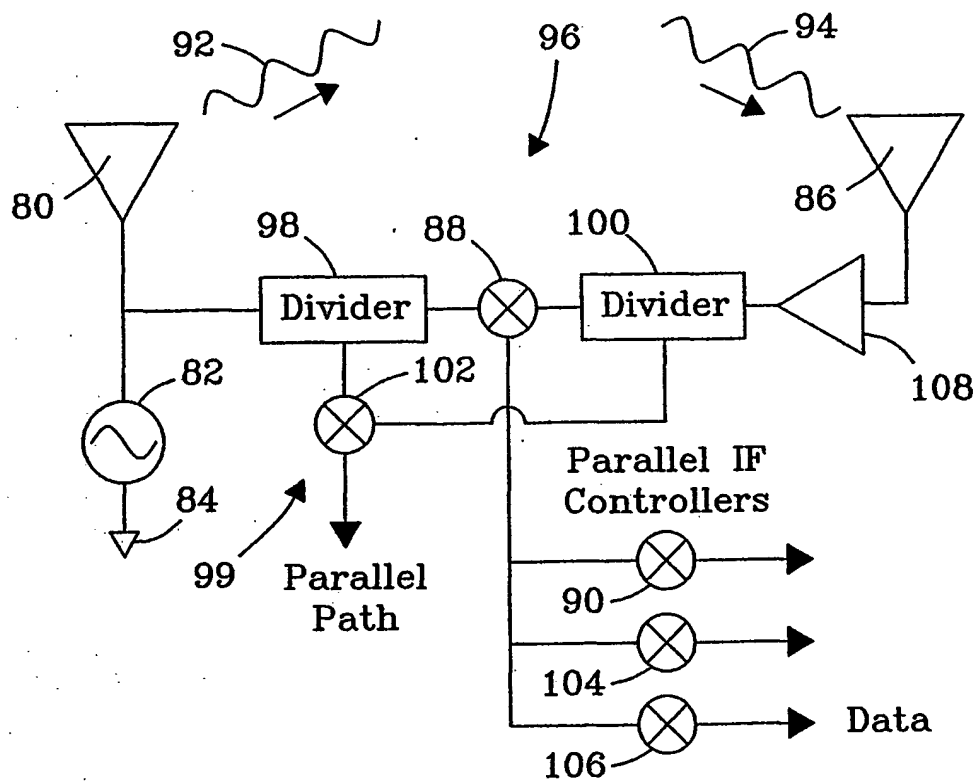 92
96
94
80
86
98
88
100
Divider
Divider
82
102
108
Parallel IF
Controllers
84
99
Parallel
Path
90
104
106
Data